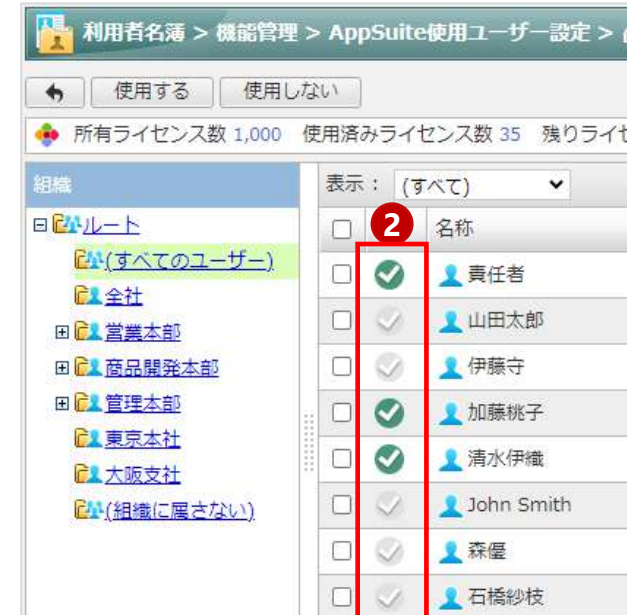 利用者名簿 > 機能管理 > AppSuite使用ユーザー設定 >
使用する 使用しない
所有ライセンス数 1,000 使用済みライセンス数 35 残りライセ
組織
ルート
(すべてのユーザー)
全社
営業本部
商品開発本部
管理本部
東京本社
大阪支社
(組織に属さない)
表示： (すべて)
2 名称
責任者
山田太郎
伊藤守
加藤桃子
清水伊織
John Smith
森優
石橋紗枝